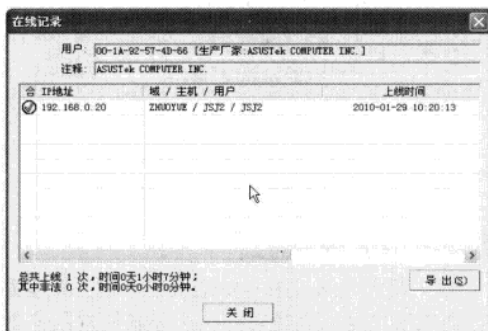 在线记录
用户: 00-1A-92-57-4D-66 [生产厂家:ASUSTek COMPUTER INC.]
注释: ASUSTek COMPUTER INC.
含 IP地址 域 / 主机 / 用户 上线时间
192.168.0.20 ZHUOYUE / JSJ2 / JSJ2 2010-01-29 10:20:13
总共上线 1 次，时间0天1小时7分钟；
其中非法 0 次，时间0天0小时0分钟。
导出(S)
关闭